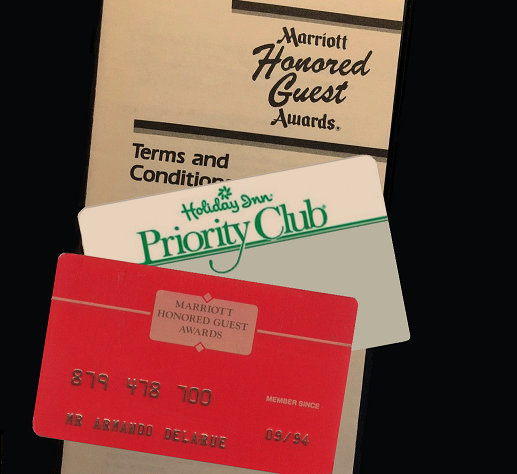 Marriott
Honored
Guest
Awards®
Terms and
Condition
Holiday Inn®
Priority Club®
MARRIOTT
HONORED GUEST
AWARDS
879 478 700
MEMBER SINCE
MR ARMANDO DELARUE
09/94